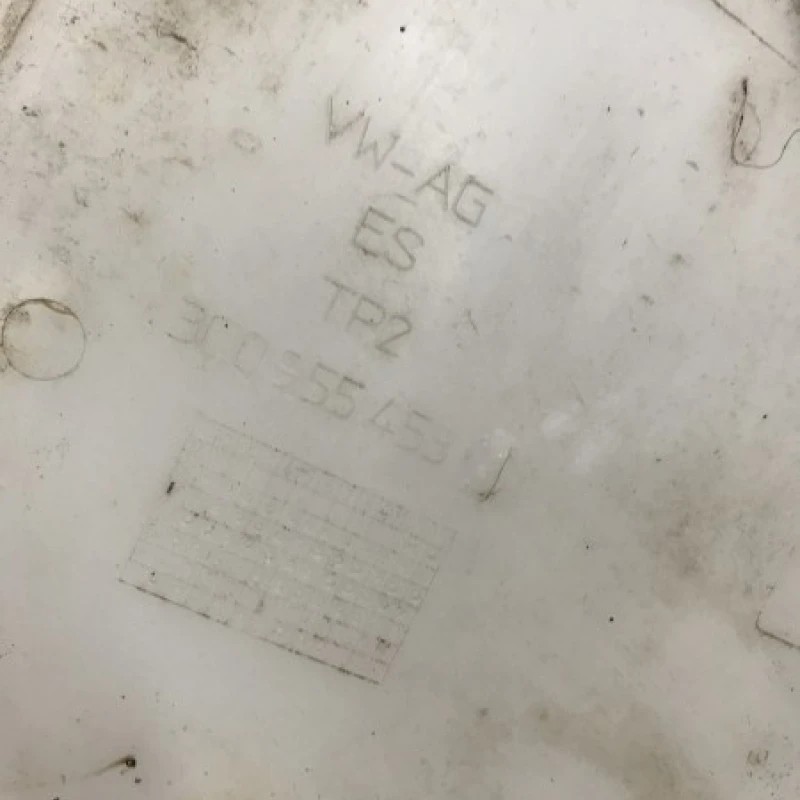 VW-AG
ES
TP2
3C0 955 453